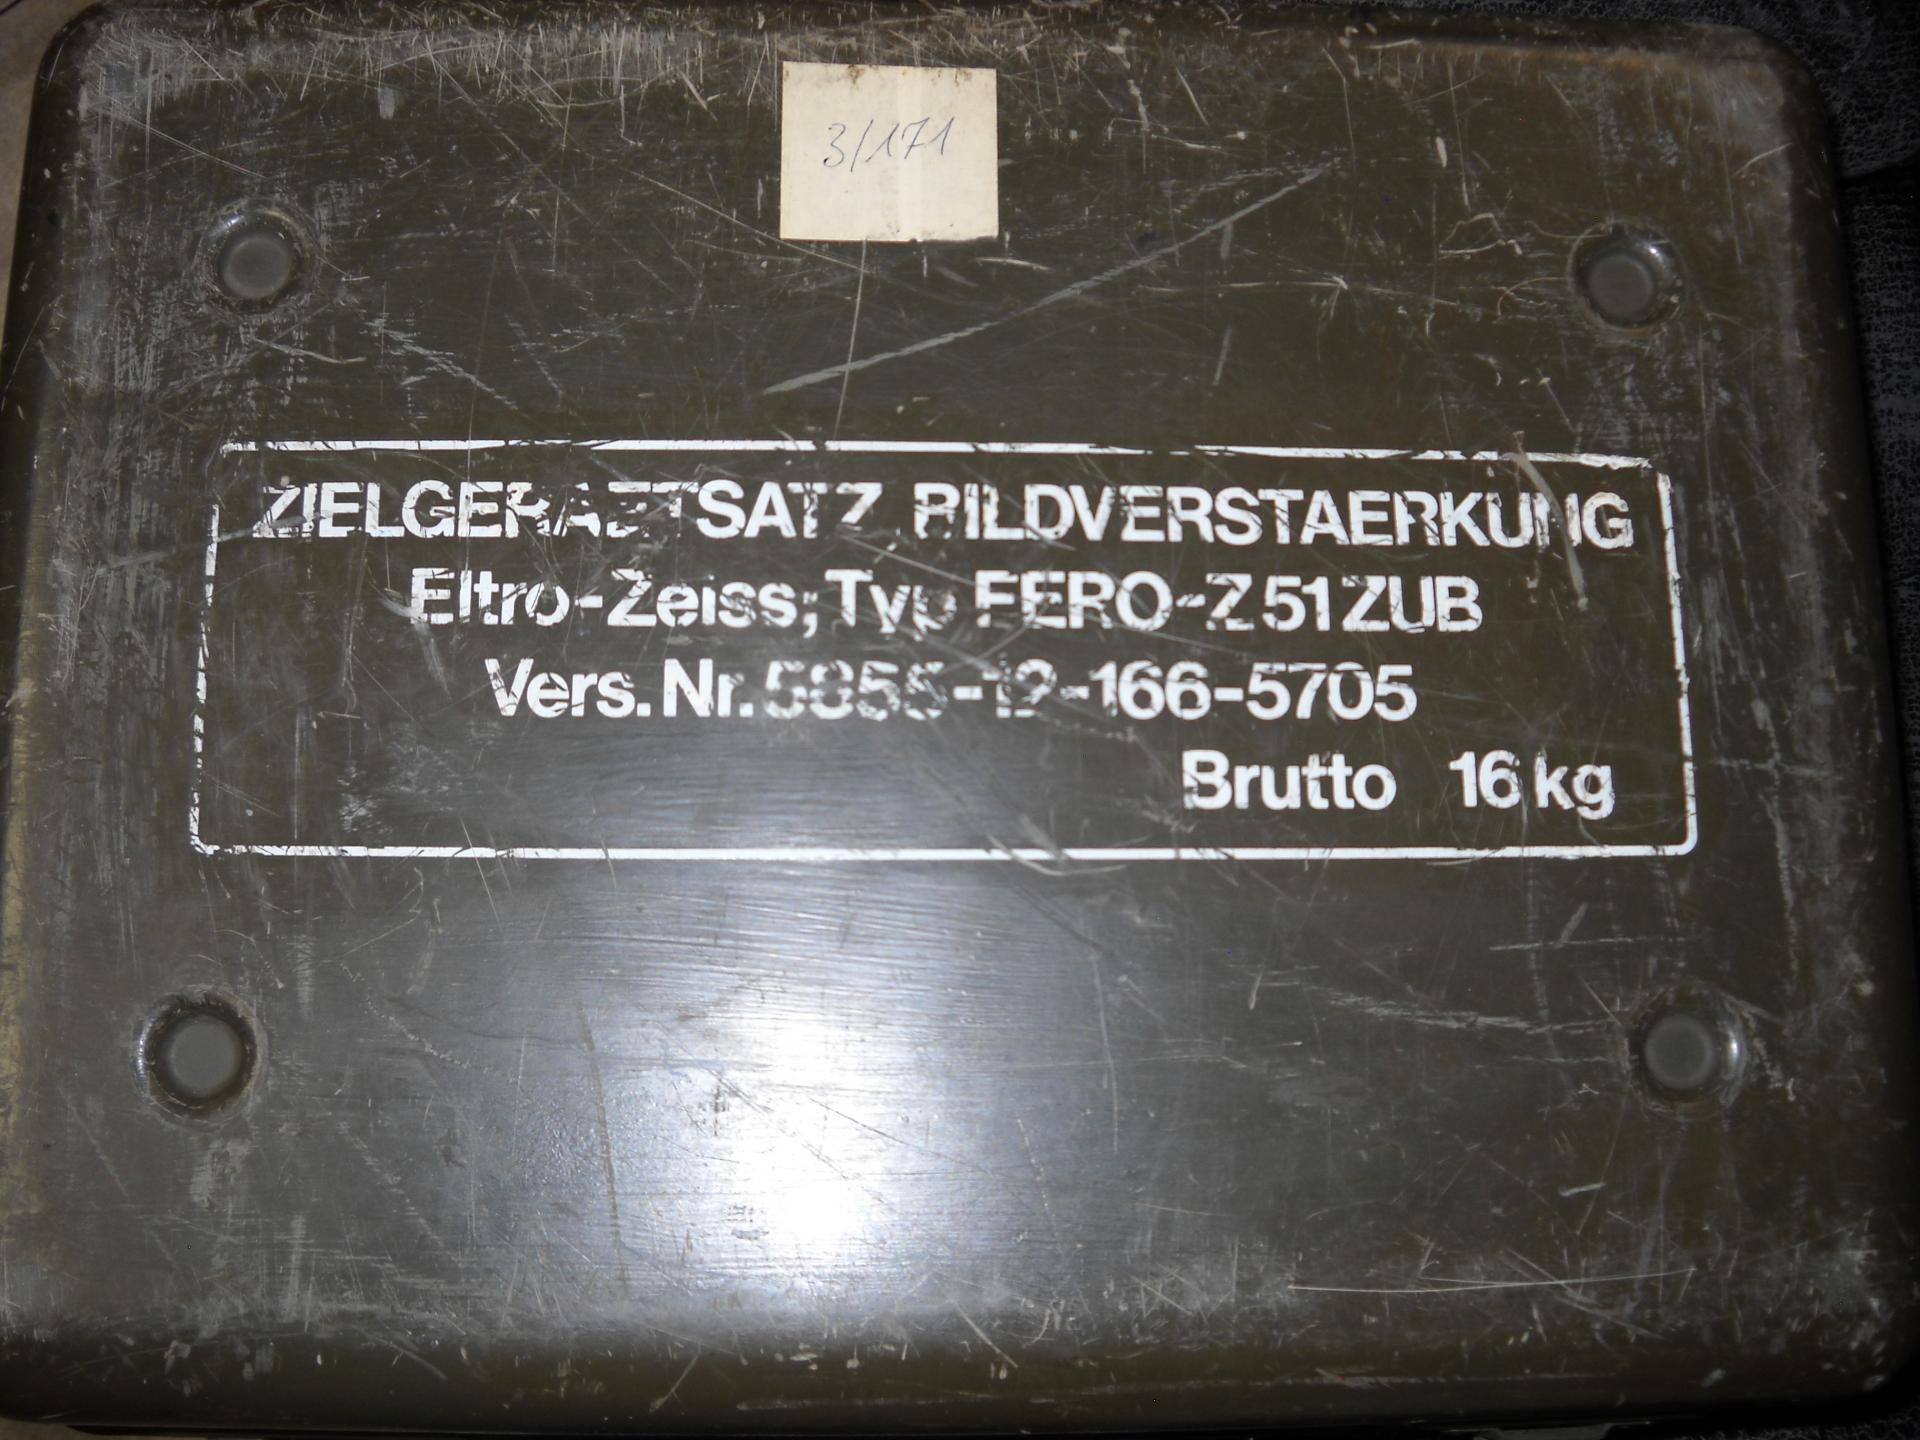 3/171
ZIELGERAETSATZ BILDVERSTAERKUNG
Eltro-Zeiss; Typ FERO-Z 51 ZUB
Vers. Nr. 5855-12-166-5705
Brutto 16 kg